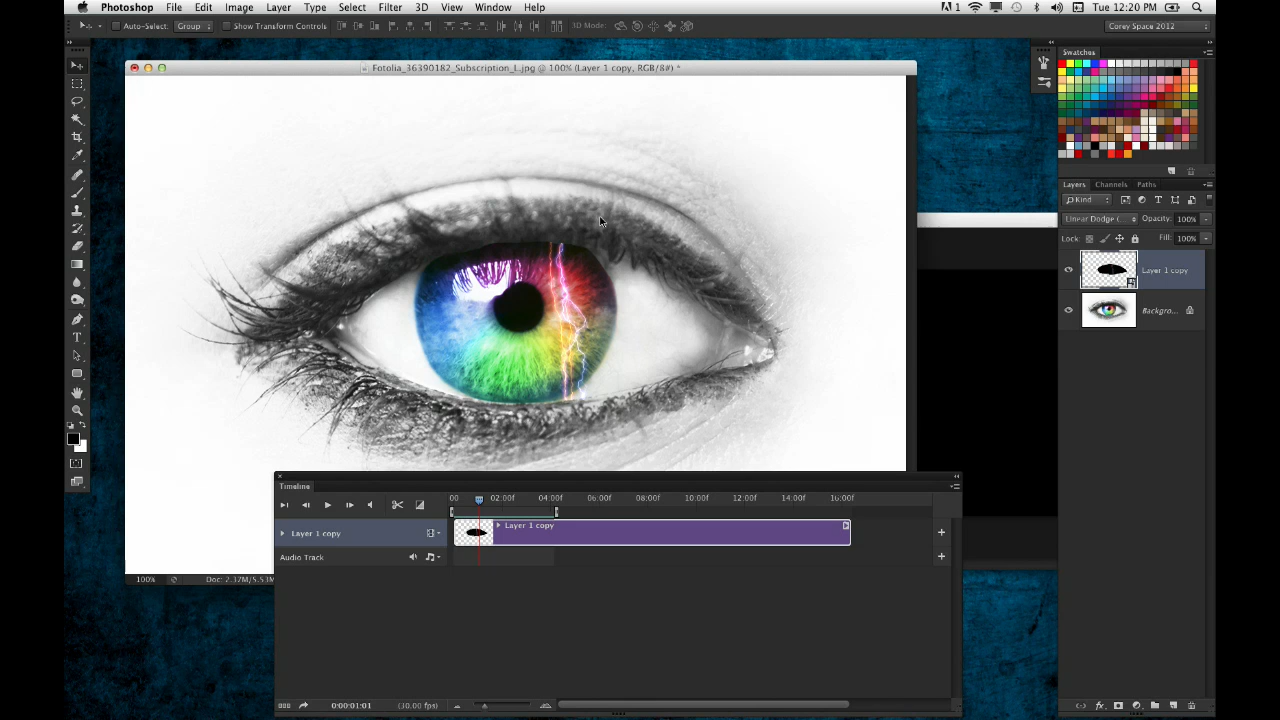 Photoshop File Edit Image Layer Type Select Filter 3D View Window Help
1 Tue 12:20 PM
Auto-Select: Group Show Transform Controls 3D Mode: Corey Space 2012
Fotolia_36390182_Subscription_L.jpg @ 100% (Layer 1 copy, RGB/8#) *
Swatches
Layers Channels Paths
Kind
Linear Dodge (... Opacity: 100%
Lock: Fill: 100%
Layer 1 copy
Backgro...
100% Doc: 2.37M/5.53M
Timeline
00 02:00f 04:00f 06:00f 08:00f 10:00f 12:00f 14:00f 16:00f
Layer 1 copy
Layer 1 copy
Audio Track
0:00:01:01 (30.00 fps)